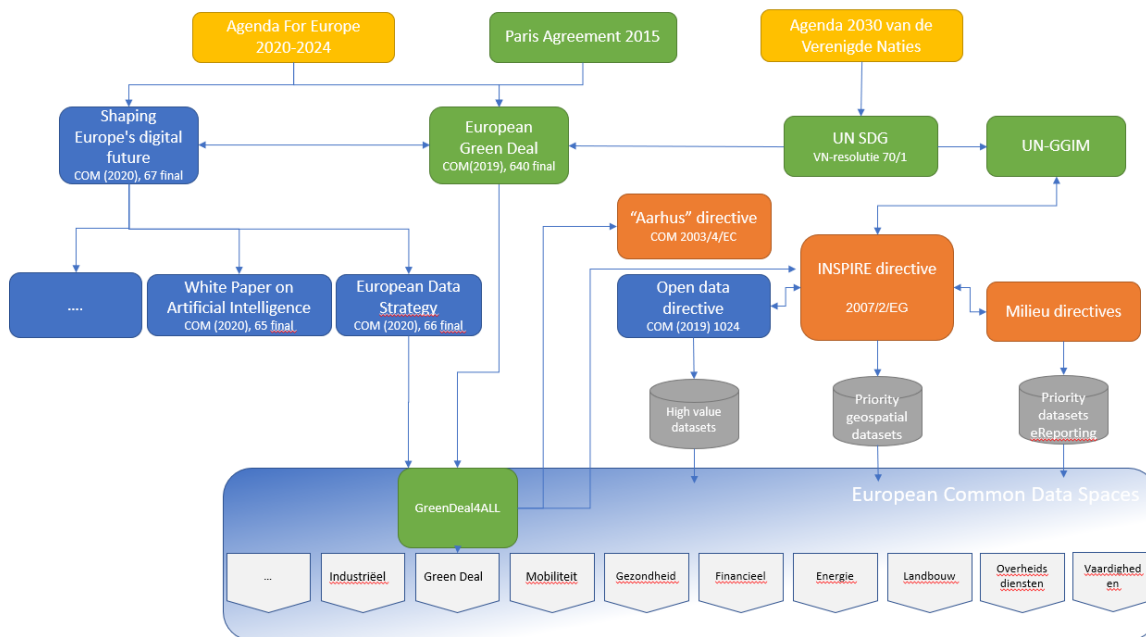 Agenda For Europe
2020-2024
Paris Agreement 2015
Agenda 2030 van de
Verenigde Naties
Shaping
Europe's digital
future
COM (2020), 67 final
European
Green Deal
COM(2019), 640 final
UN SDG
VN-resolutie 70/1
UN-GGIM
"Aarhus" directive
COM 2003/4/EC
....
White Paper on
Artificial Intelligence
COM (2020), 65 final
European Data
Strategy
COM (2020), 66 final
Open data
directive
COM (2019) 1024
INSPIRE directive
2007/2/EG
Milieu directives
High value
datasets
Priority
geospatial
datasets
Priority
datasets
eReporting
European Common Data Spaces
GreenDeal4ALL
...
Industriëel
Green Deal
Mobiliteit
Gezondheid
Financieel
Energie
Landbouw
Overheids
diensten
Vaardighed
en